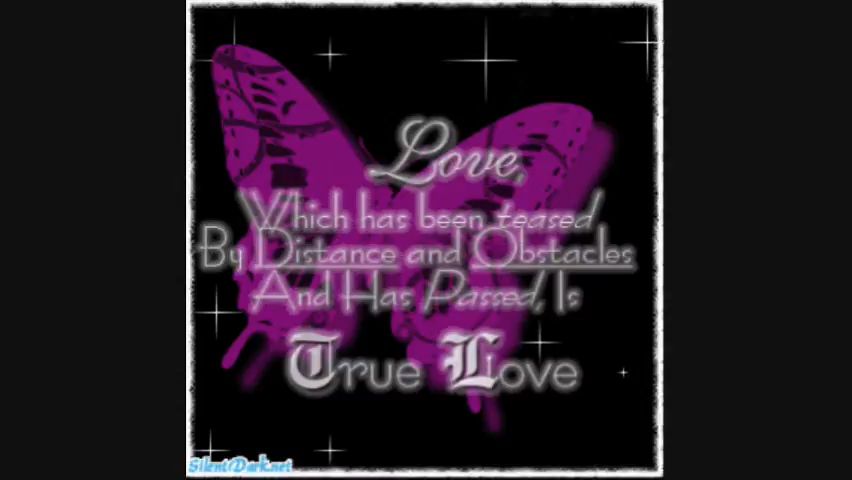 Love,
Which has been teased
By Distance and Obstacles
And Has Passed, Is
True Love
SilentDark.net